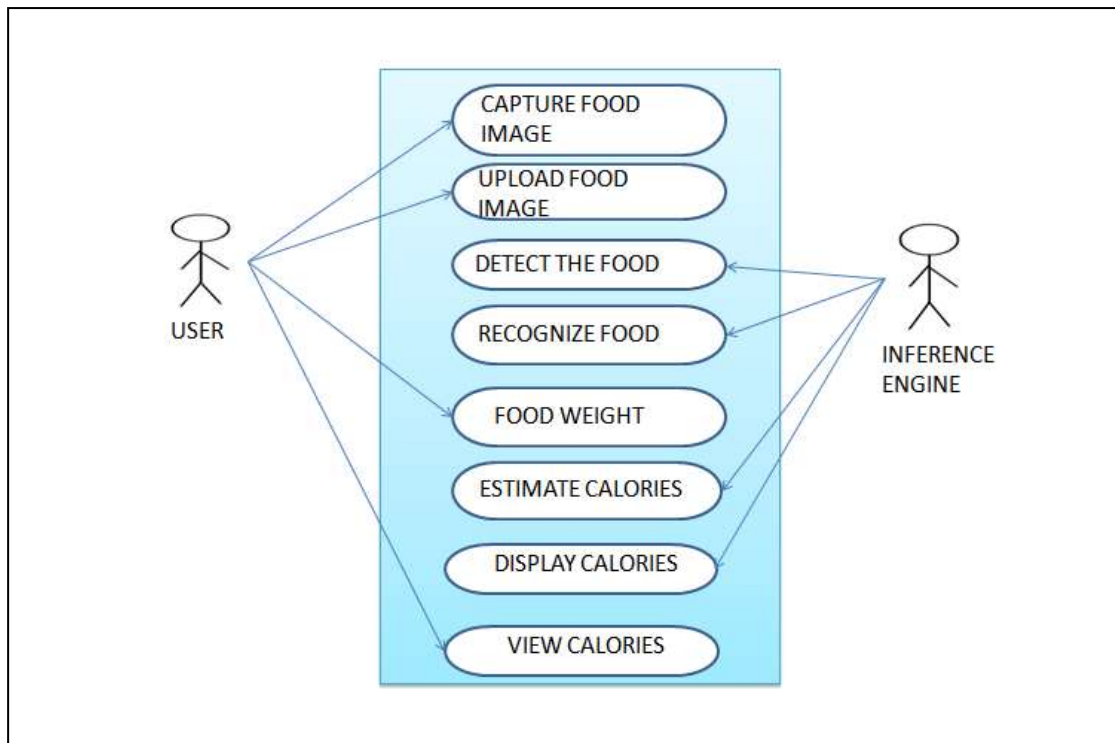 CAPTURE FOOD
IMAGE
UPLOAD FOOD
IMAGE
DETECT THE FOOD
RECOGNIZE FOOD
FOOD WEIGHT
ESTIMATE CALORIES
DISPLAY CALORIES
VIEW CALORIES
USER
INFERENCE
ENGINE